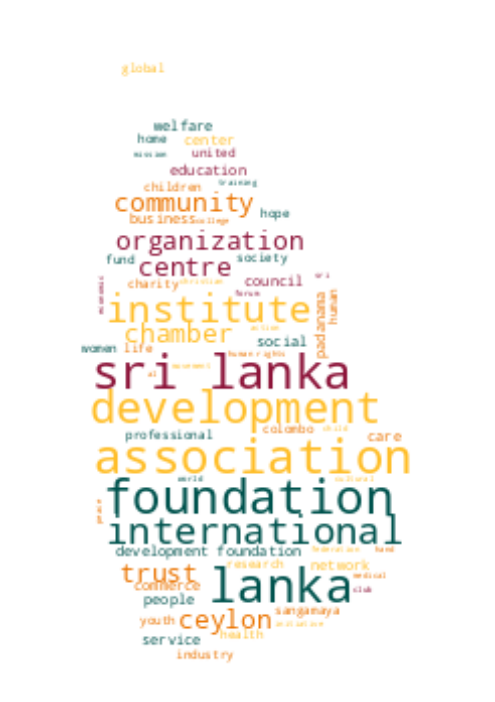 global
welfare
home center
mission united
education
training
children
community
business college hope
organization
fund society
centre
charity christian council sri
economic forum
institute padanama human
chamber action
social
women life human rights
movement
sri lanka
al
development
professional colombo child
care
association
world cultural
foundation
peace
international
development foundation federation hand
research network
trust medical
commerce
lanka club
people
sangamaya
youth ceylon initiative
service health
industry